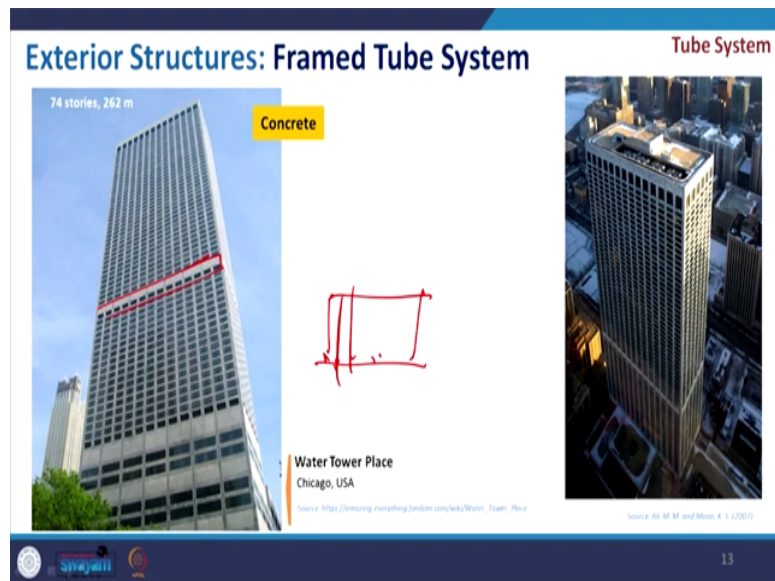 Exterior Structures: Framed Tube System
Tube System
74 stories, 262 m
Concrete
Water Tower Place
Chicago, USA
Source: https://amazing-everything.fandom.com/wiki/Water_Tower_Place
Source: Ali, M. M. and Moon, K. S. (2007)
swayam
13